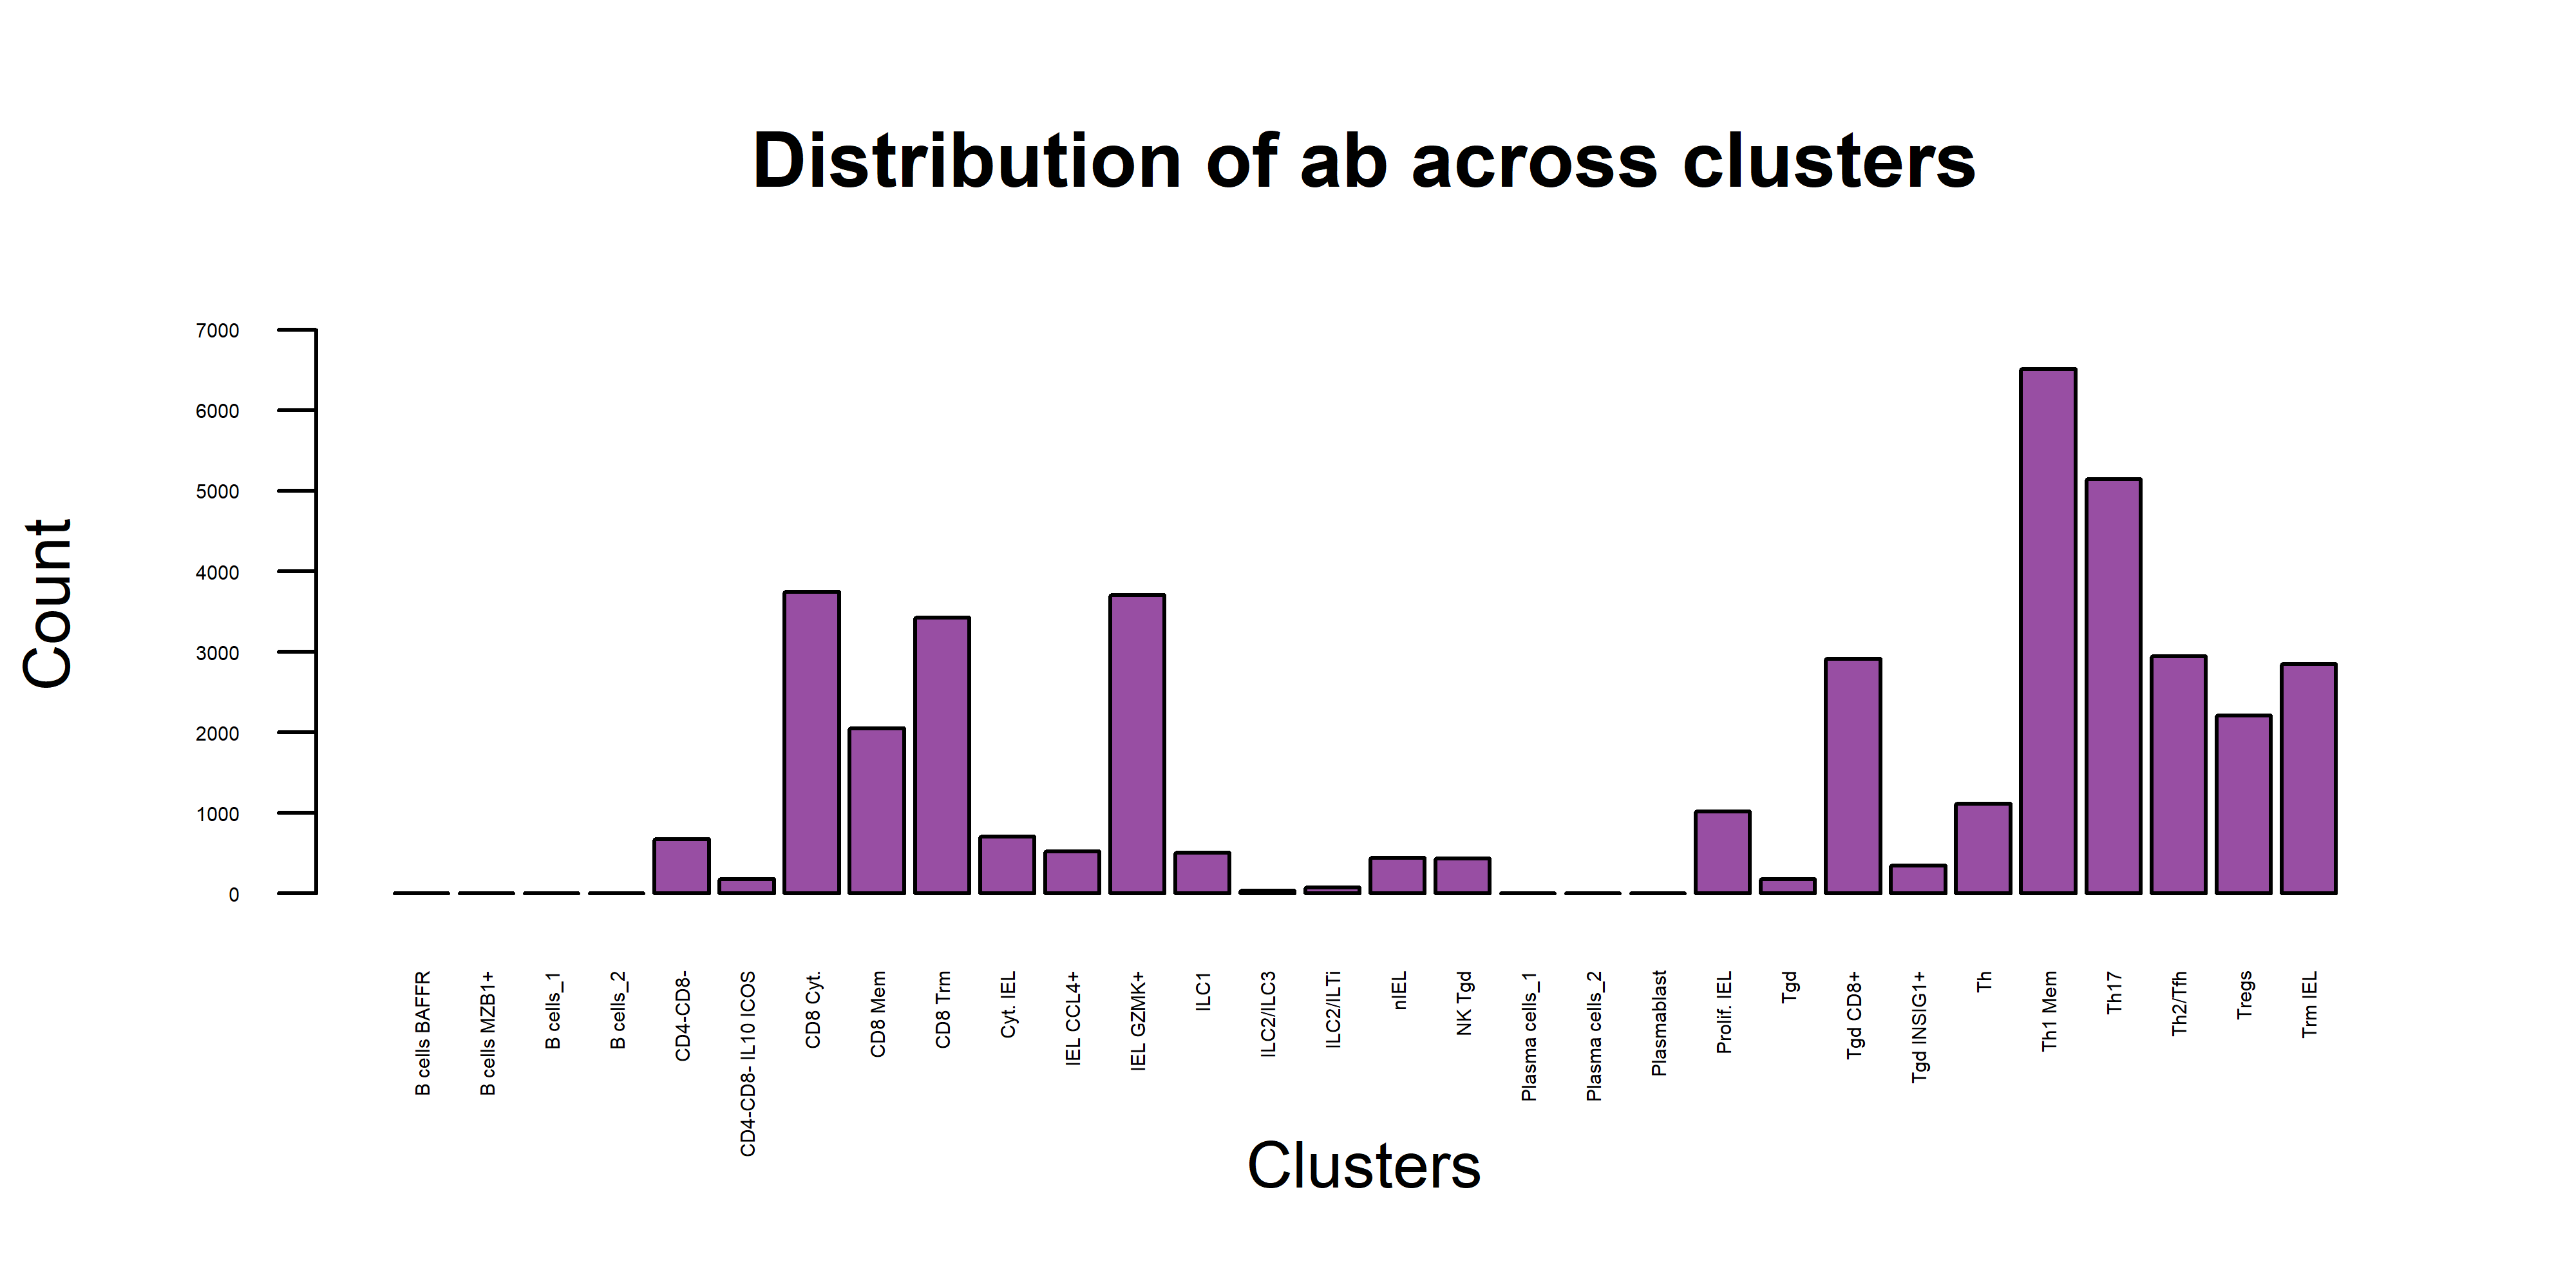 Distribution of ab across clusters
Count
7000
6000
5000
4000
3000
2000
1000
0
B cells BAFFR
B cells MZB1+
B cells_1
B cells_2
CD4-CD8-
CD4-CD8- IL10 ICOS
CD8 Cyt.
CD8 Mem
CD8 Trm
Cyt. IEL
IEL CCL4+
IEL GZMK+
ILC1
ILC2/ILC3
ILC2/ILTi
nIEL
NK Tgd
Plasma cells_1
Plasma cells_2
Plasmablast
Prolif. IEL
Tgd
Tgd CD8+
Tgd INSIG1+
Th
Th1 Mem
Th17
Th2/Tfh
Tregs
Trm IEL
Clusters